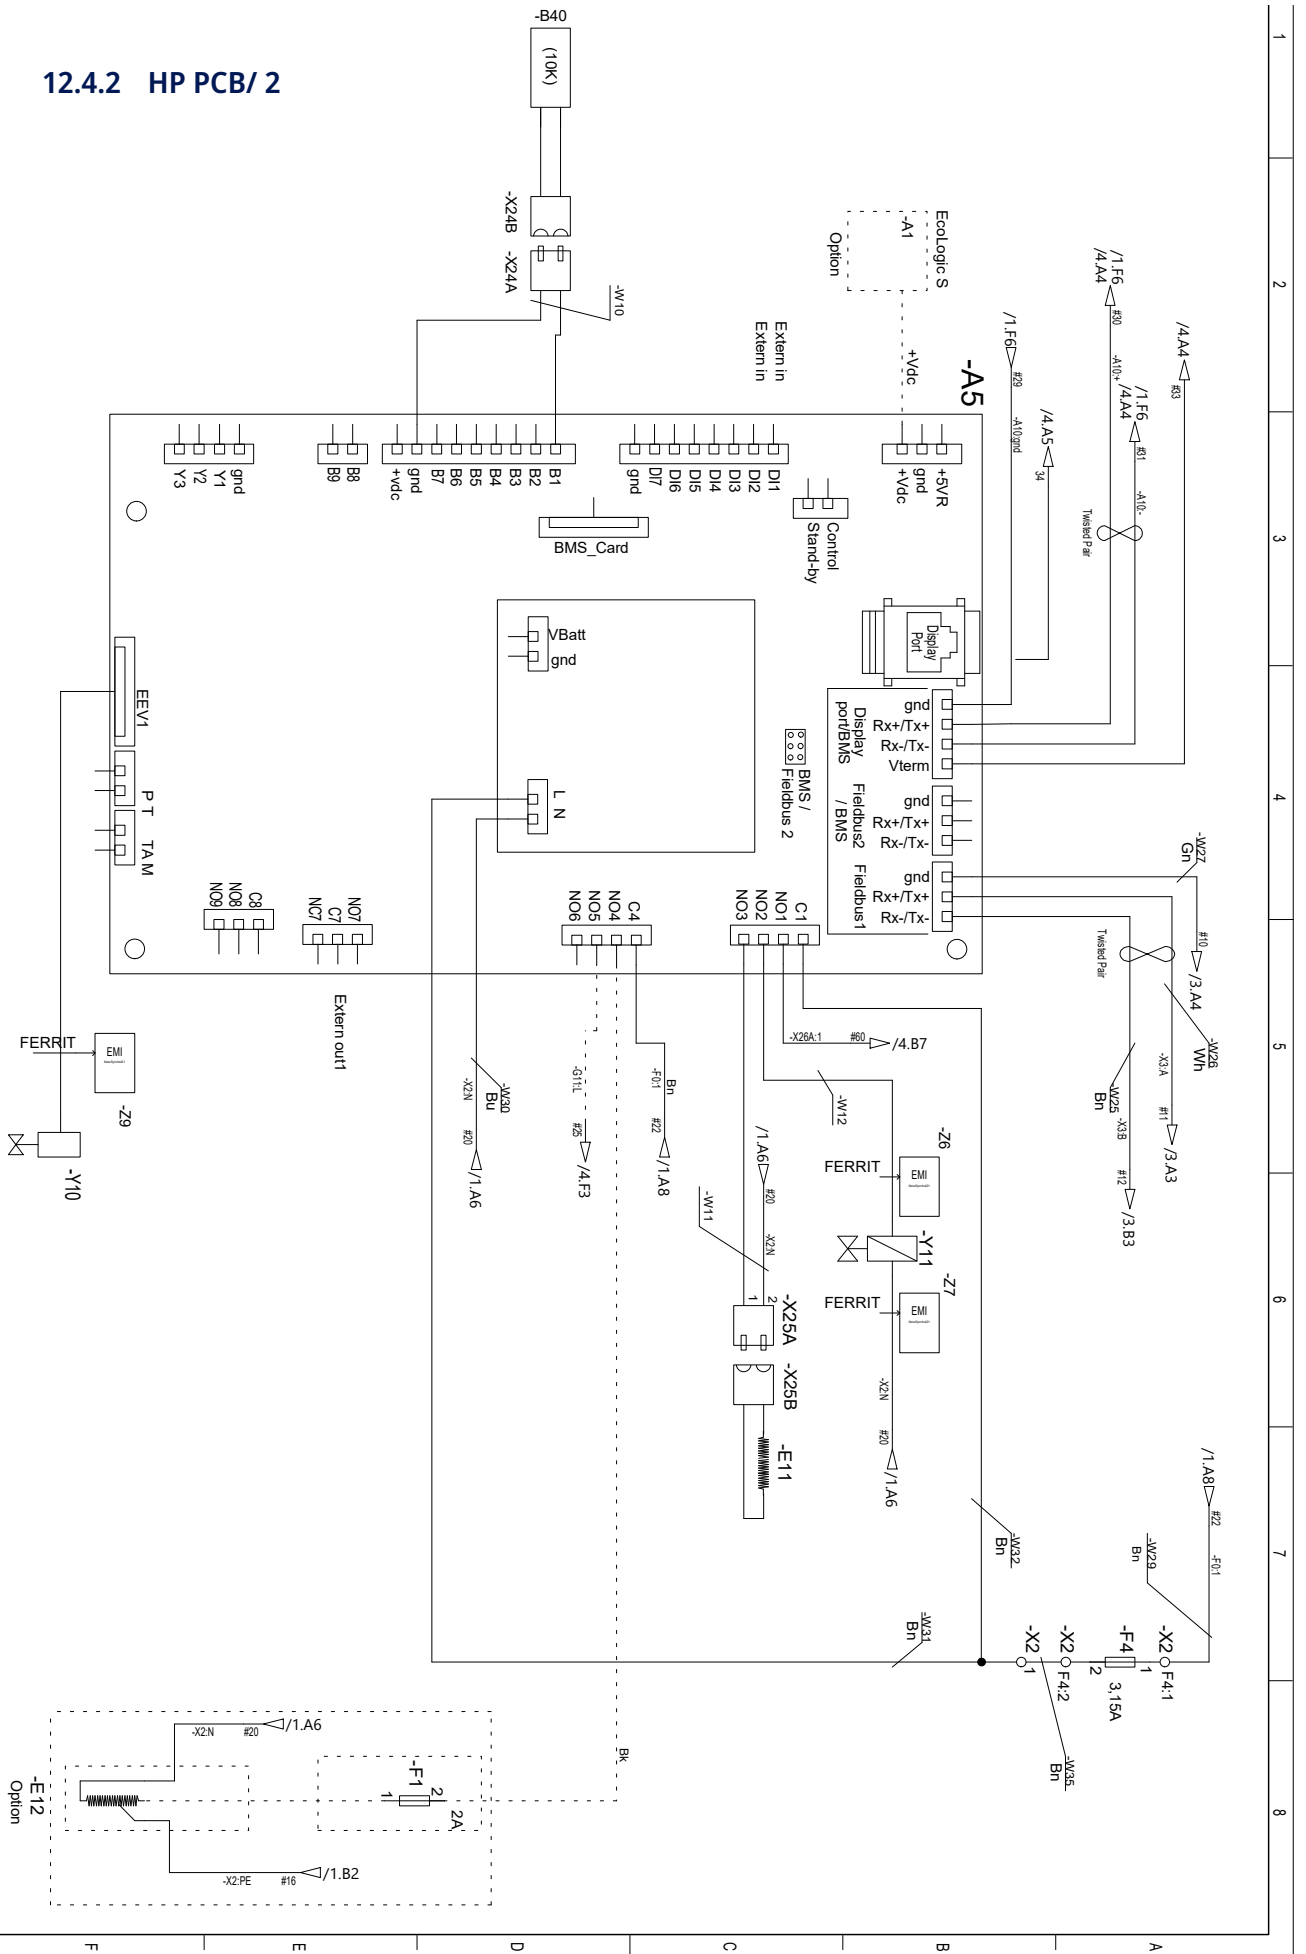 12.4.2 HP PCB/ 2
-B40
(10K)
-X24B
-X24A
-W10
EcoLogic S
-A1
Option
+Vdc
Extern in
Extern in
-A5
/1.F6
#29
-A10:gnd
/4.A5
34
/1.F6
/4.A4
#30
-A10:+
/1.F6
/4.A4
#31
-A10:-
/4.A4
#33
Twisted Pair
1
2
3
4
5
6
7
8
Y3
Y2
Y1
gnd
B9
B8
+vdc
gnd
B7
B6
B5
B4
B3
B2
B1
gnd
DI7
DI6
DI5
DI4
DI3
DI2
DI1
+Vdc
gnd
+5VR
BMS_Card
Control
Stand-by
VBatt
gnd
Display
Port
EEV1
P T
TA M
L N
BMS /
Fieldbus 2
Display
port/BMS
gnd
Rx+/Tx+
Rx-/Tx-
Vterm
Fieldbus2
/ BMS
gnd
Rx+/Tx+
Rx-/Tx-
Fieldbus1
gnd
Rx+/Tx+
Rx-/Tx-
-W27
Gn
NO9
NO8
C8
NC7
C7
NO7
NO6
NO5
NO4
C4
NO3
NO2
NO1
C1
Extern out1
Twisted Pair
#10
/3.A4
-W26
Wh
-X3:A
#11
/3.A3
-W25
Bn
-X3:B
#12
/3.B3
FERRIT
EMI
-Z9
-Y10
-W30
Bu
-X2:N
#20
/1.A6
-G11:L
#25
/4.F3
Bn
-F0:1
#22
/1.A8
-X26A:1
#60
/4.B7
-W12
-Z6
FERRIT
EMI
-Y11
-Z7
FERRIT
EMI
-X2:N
#20
/1.A6
/1.A6
#20
-X2:N
-W11
1
2
-X25A
-X25B
-E11
/1.A8
#22
-F0:1
-W29
Bn
-W32
Bn
-W31
Bn
-X2
1
-X2
F4:2
-F4
2
1
3,15A
-X2
F4:1
-W35
Bn
Bk
-X2:N
#20
/1.A6
-F1
1
2
2A
-E12
Option
-X2:PE
#16
/1.B2
F
E
D
C
B
A